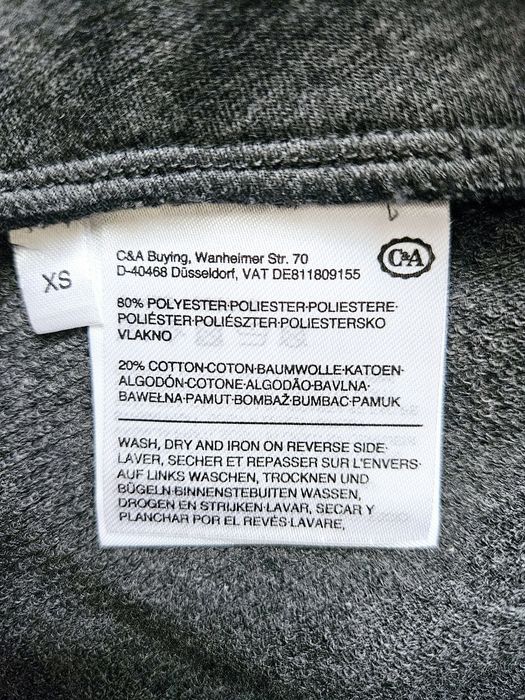 XS
C&A
C&A Buying, Wanheimer Str. 70
D-40468 Düsseldorf, VAT DE811809155
80% POLYESTER·POLIESTER·POLIESTERE·
POLIÉSTER·POLIÉSZTER·POLIESTERSKO
VLAKNO
20% COTTON·COTON·BAUMWOLLE·KATOEN·
ALGODÓN·COTONE·ALGODÃO·BAVLNA·
BAWEŁNA·PAMUT·BOMBAŽ·BUMBAC·PAMUK
WASH, DRY AND IRON ON REVERSE SIDE·
LAVER, SECHER ET REPASSER SUR L'ENVERS·
AUF LINKS WASCHEN, TROCKNEN UND
BÜGELN·BINNENSTEBUITEN WASSEN,
DROGEN EN STRIJKEN·LAVAR, SECAR Y
PLANCHAR POR EL REVÉS·LAVARE,